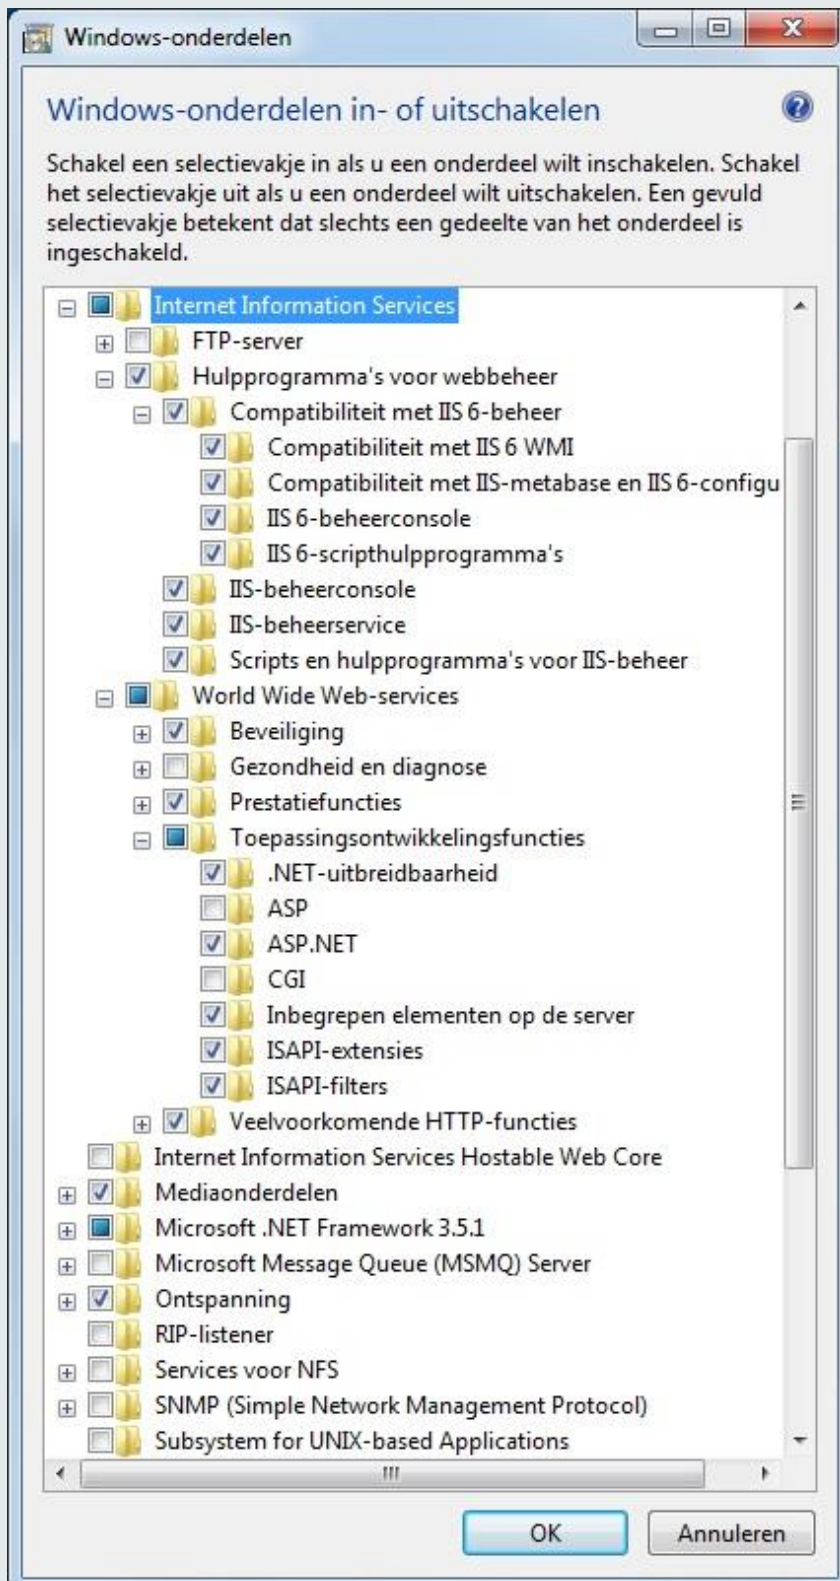 Windows-onderdelen
Windows-onderdelen in- of uitschakelen
Schakel een selectievakje in als u een onderdeel wilt inschakelen. Schakel
het selectievakje uit als u een onderdeel wilt uitschakelen. Een gevuld
selectievakje betekent dat slechts een gedeelte van het onderdeel is
ingeschakeld.
Internet Information Services
FTP-server
Hulpprogramma's voor webbeheer
Compatibiliteit met IIS 6-beheer
Compatibiliteit met IIS 6 WMI
Compatibiliteit met IIS-metabase en IIS 6-configu
IIS 6-beheerconsole
IIS 6-scripthulpprogramma's
IIS-beheerconsole
IIS-beheerservice
Scripts en hulpprogramma's voor IIS-beheer
World Wide Web-services
Beveiliging
Gezondheid en diagnose
Prestatiefuncties
Toepassingsontwikkelingsfuncties
.NET-uitbreidbaarheid
ASP
ASP.NET
CGI
Inbegrepen elementen op de server
ISAPI-extensies
ISAPI-filters
Veelvoorkomende HTTP-functies
Internet Information Services Hostable Web Core
Mediaonderdelen
Microsoft .NET Framework 3.5.1
Microsoft Message Queue (MSMQ) Server
Ontspanning
RIP-listener
Services voor NFS
SNMP (Simple Network Management Protocol)
Subsystem for UNIX-based Applications
OK
Annuleren